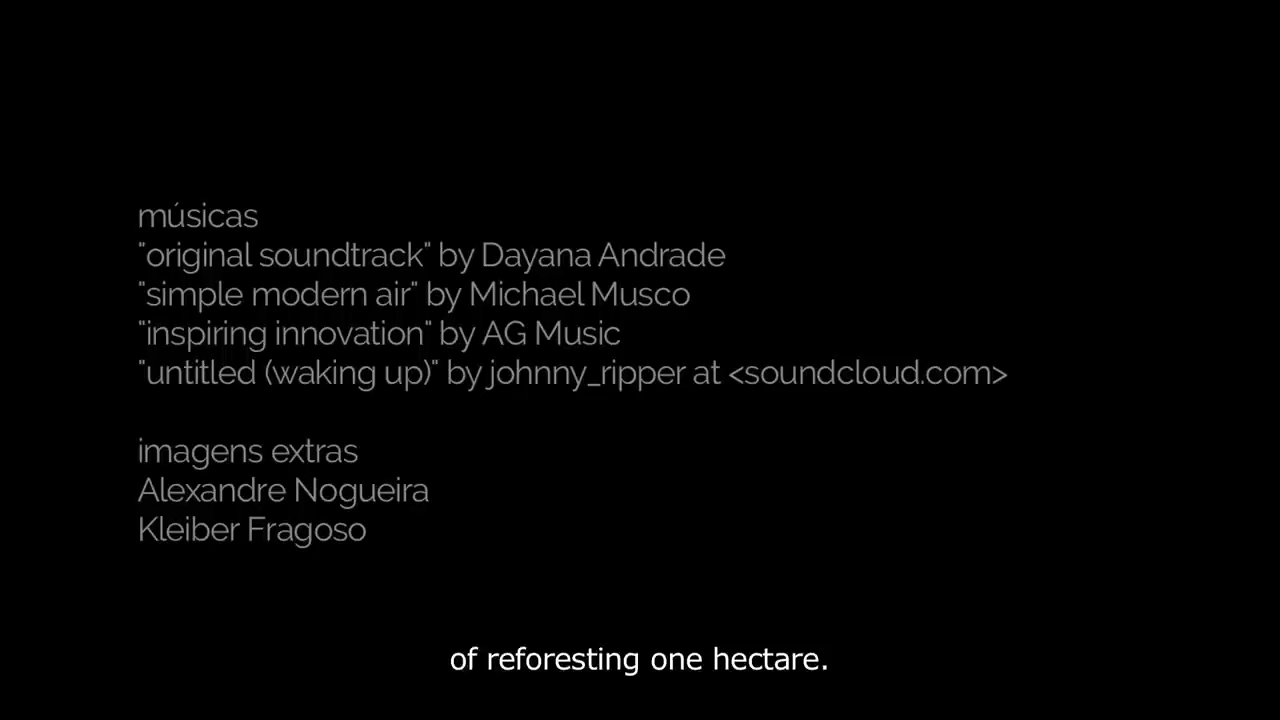 músicas
"original soundtrack" by Dayana Andrade
"simple modern air" by Michael Musco
"inspiring innovation" by AG Music
"untitled (waking up)" by johnny_ripper at <soundcloud.com>
imagens extras
Alexandre Nogueira
Kleiber Fragoso
of reforesting one hectare.